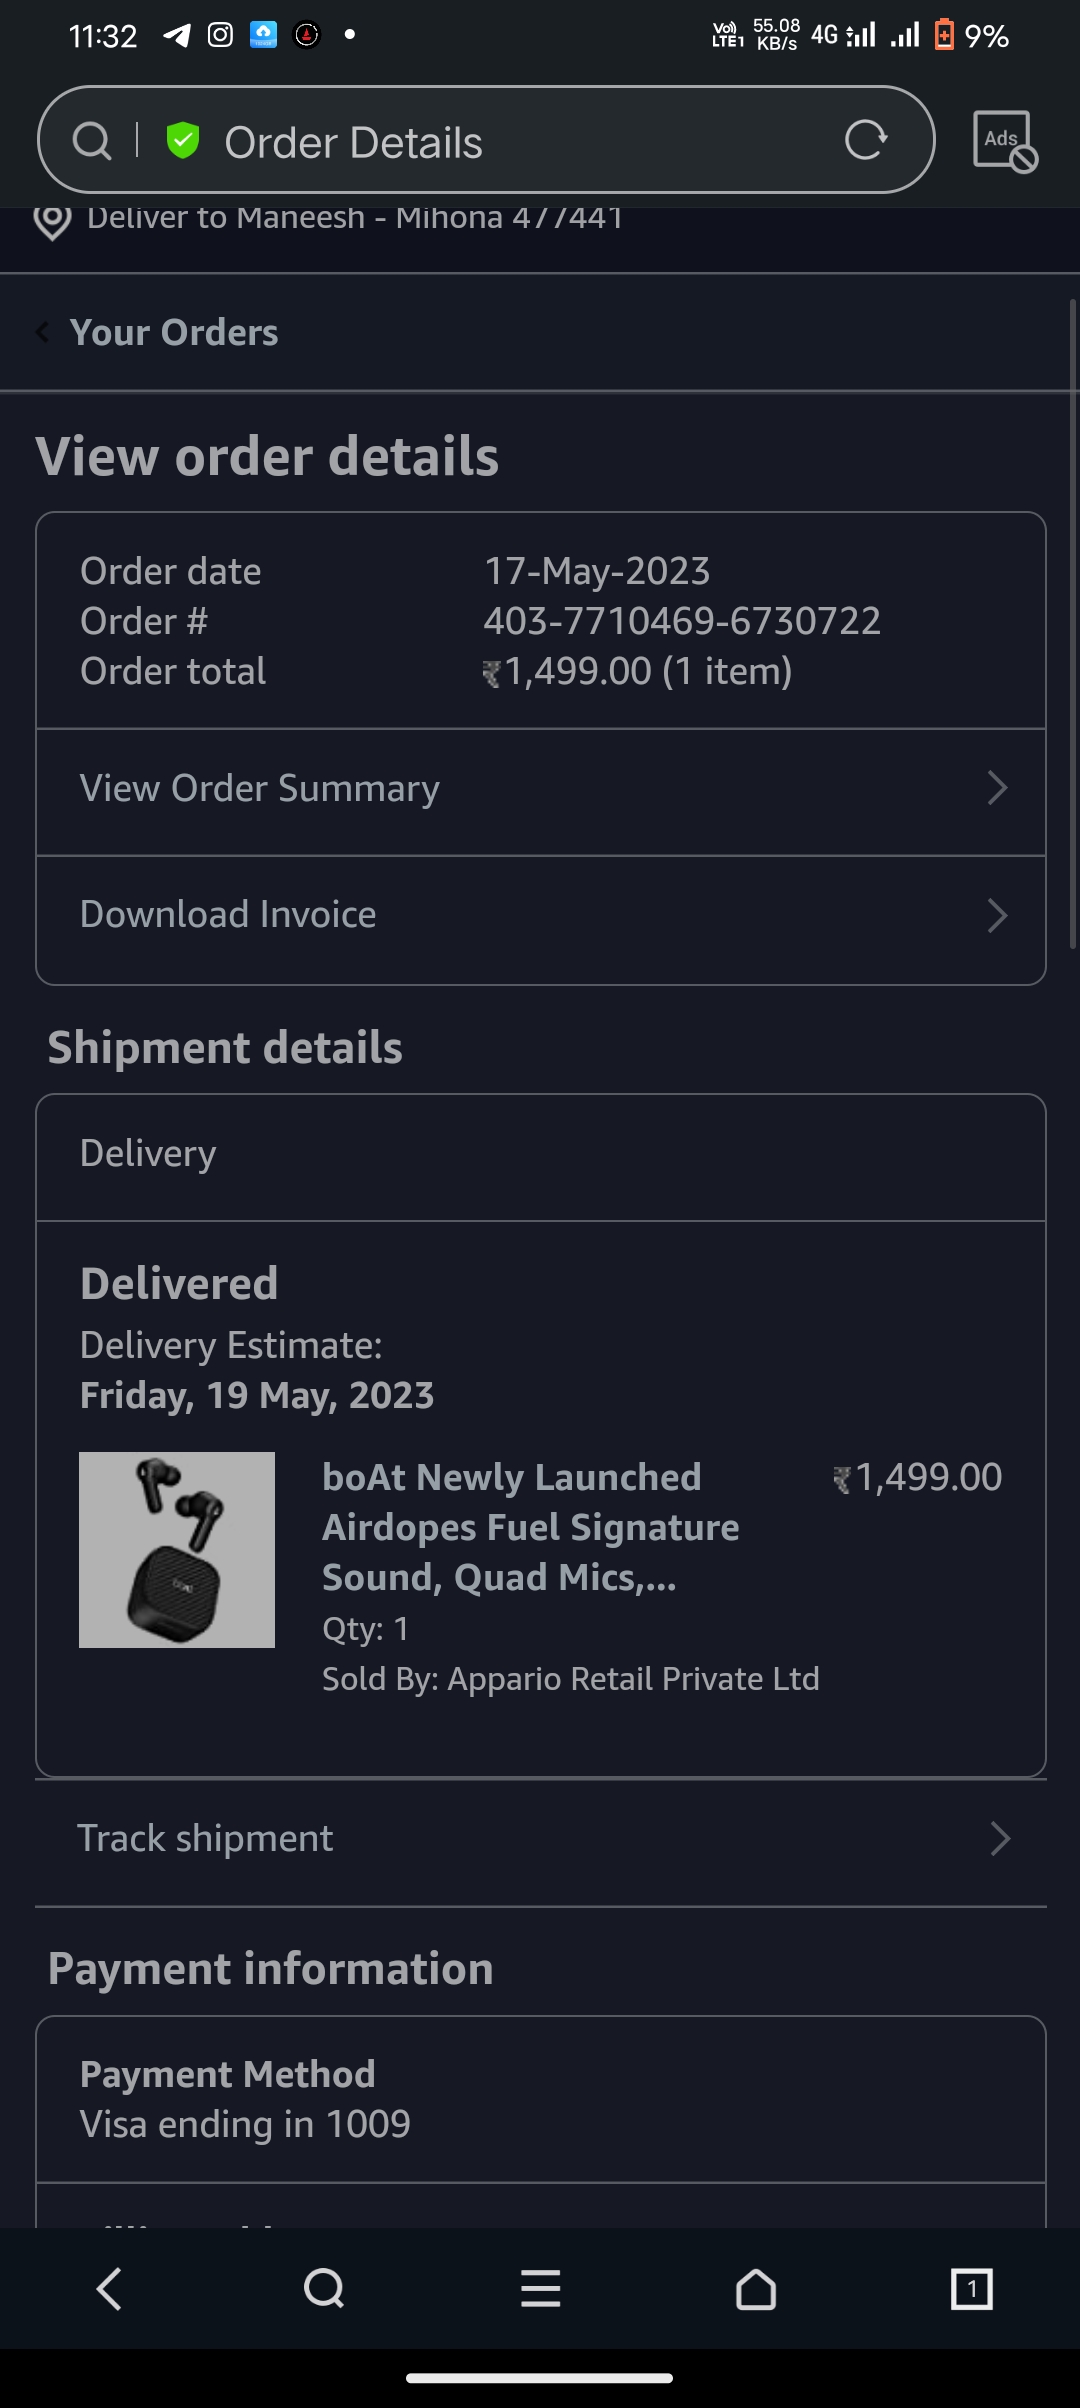 11:32
Vo) LTE1 55.08 KB/s 4G 9%
Order Details
Ads
Deliver to Maneesh - Mihona 477441
Your Orders
View order details
Order date 17-May-2023
Order # 403-7710469-6730722
Order total ₹1,499.00 (1 item)
View Order Summary
Download Invoice
Shipment details
Delivery
Delivered
Delivery Estimate:
Friday, 19 May, 2023
boAt Newly Launched ₹1,499.00
Airdopes Fuel Signature
Sound, Quad Mics,...
Qty: 1
Sold By: Appario Retail Private Ltd
boAt
Track shipment
Payment information
Payment Method
Visa ending in 1009
1